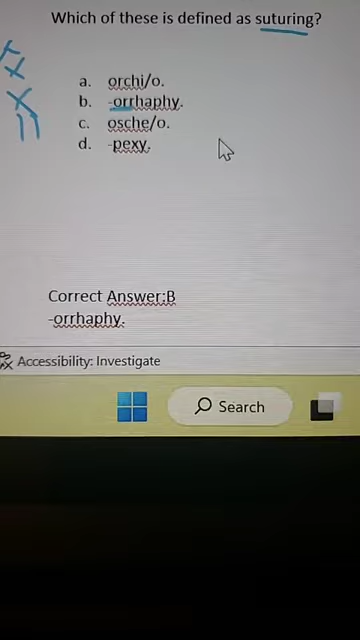 Which of these is defined as suturing?
a. orchi/o.
b. -orrhaphy.
c. osche/o.
d. -pexy.
Correct Answer:B
-orrhaphy.
Accessibility: Investigate
Search